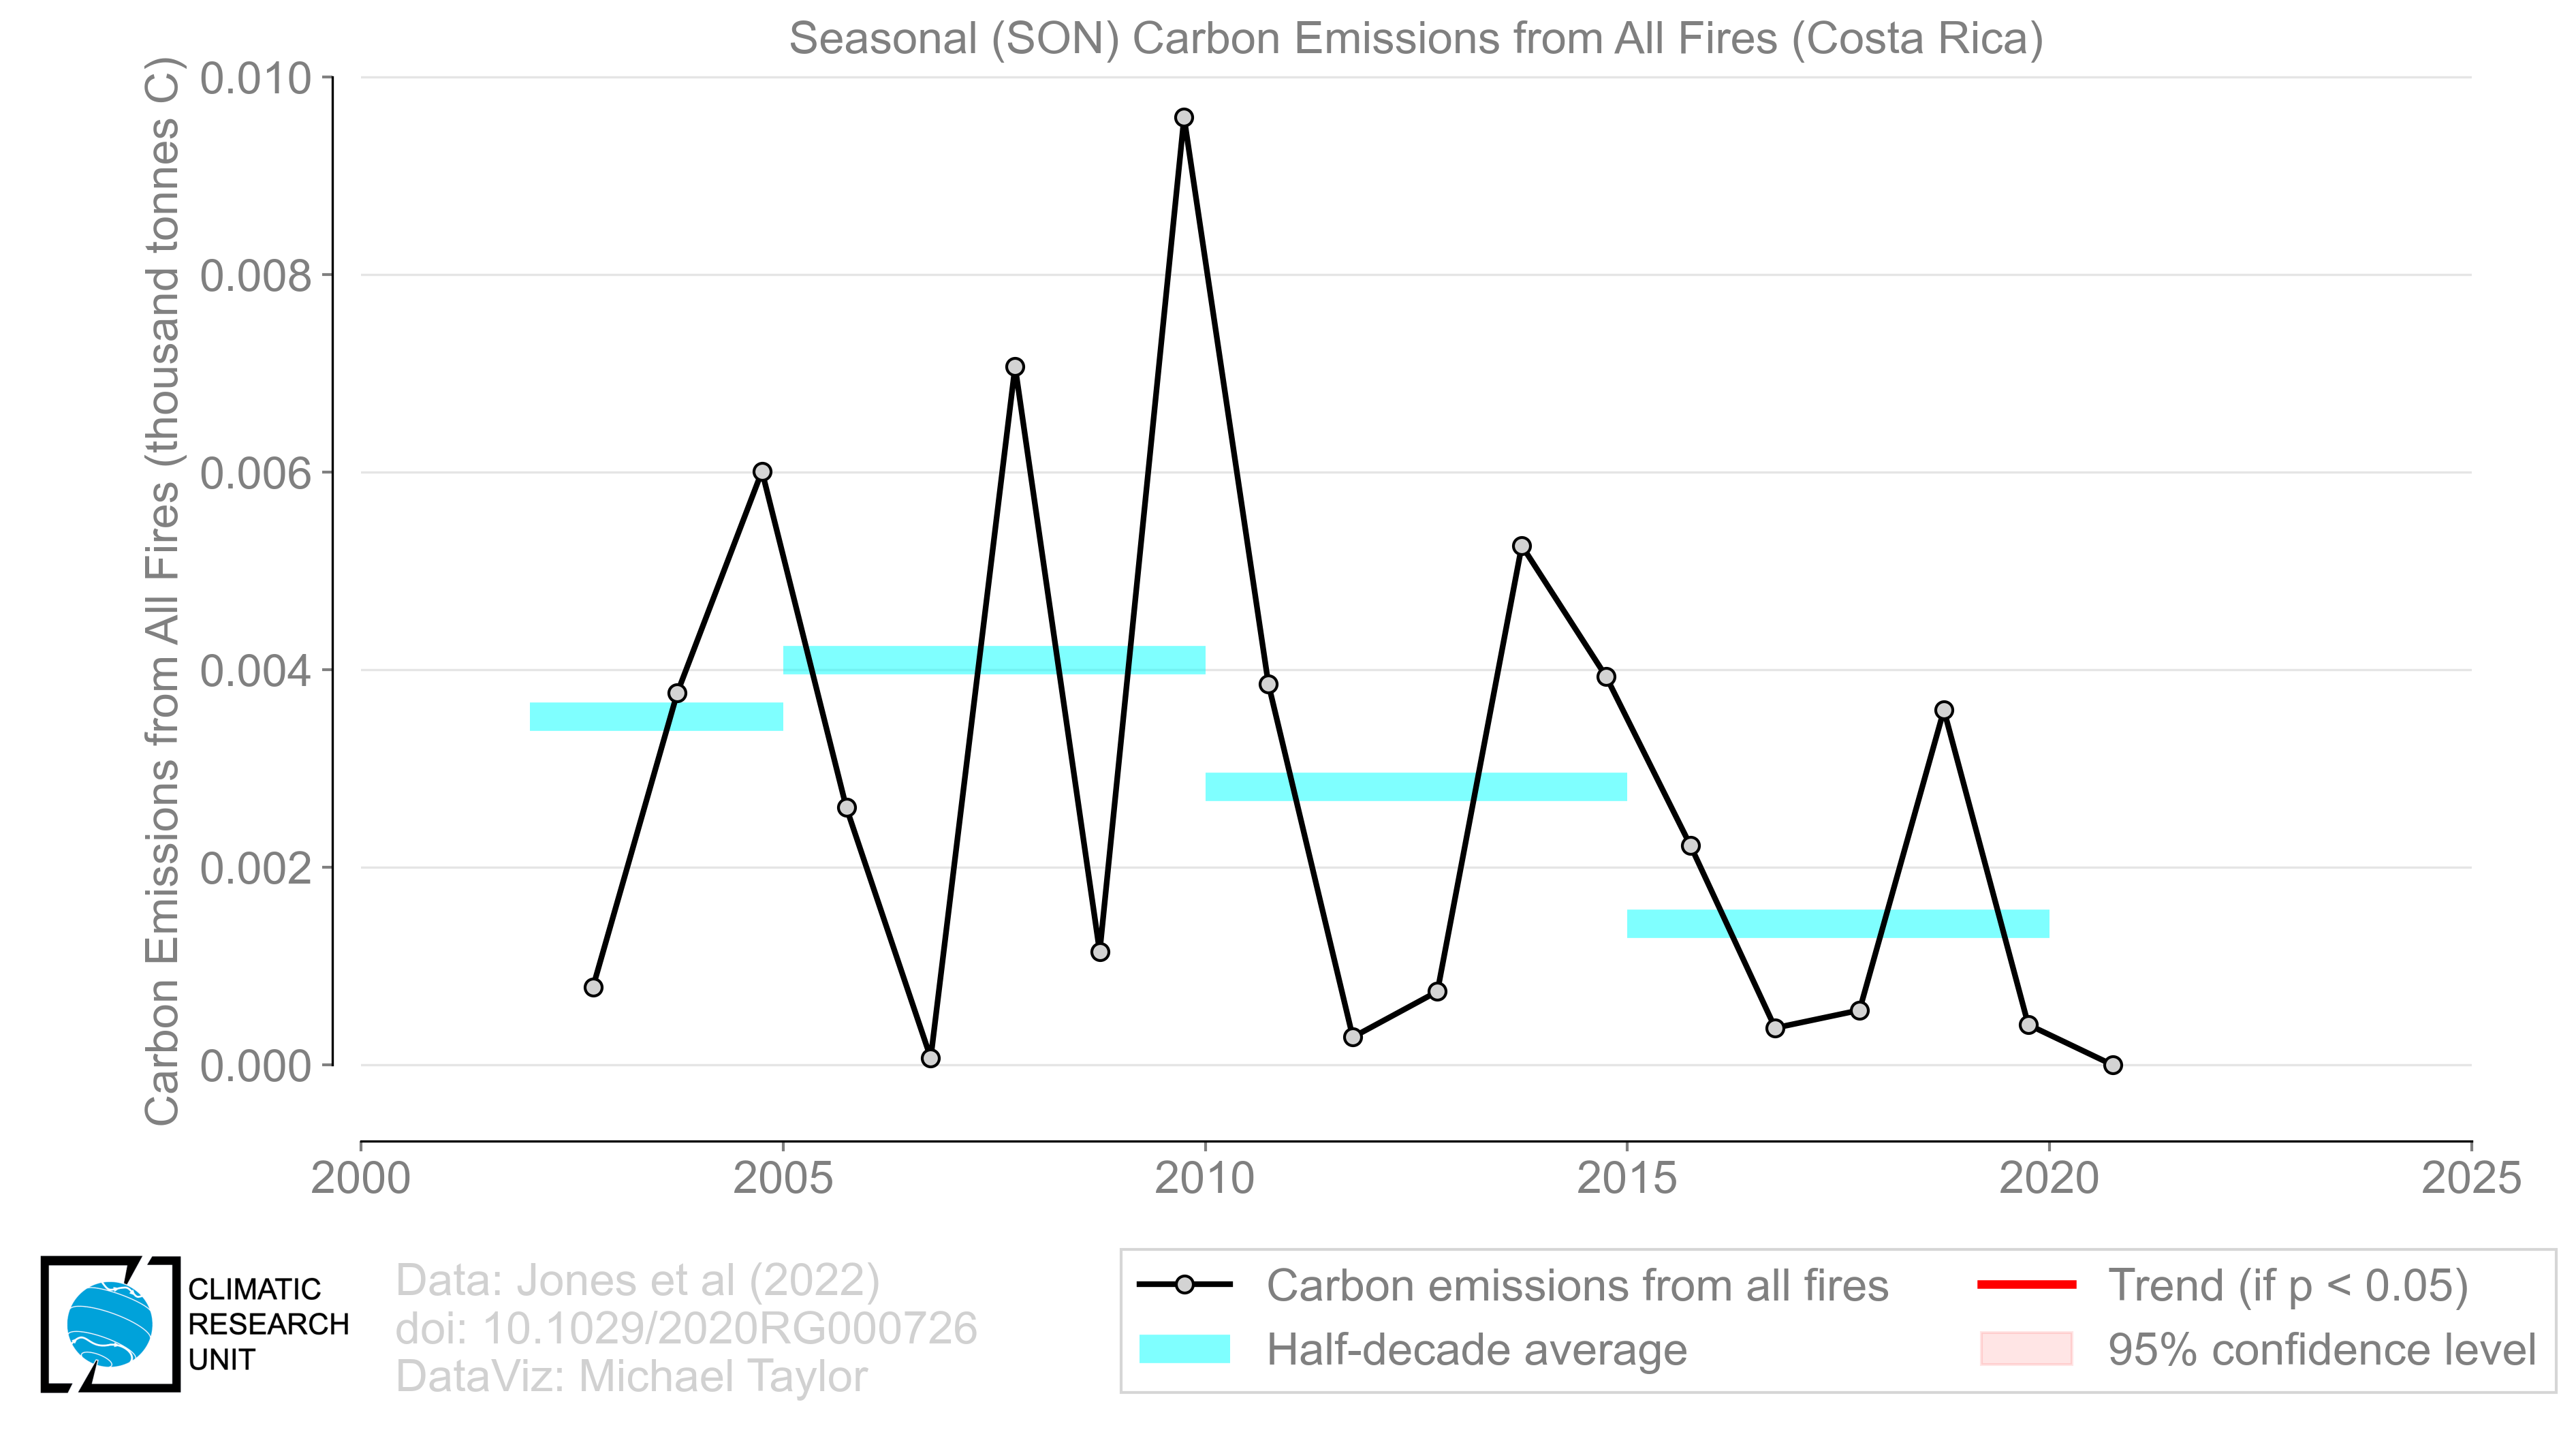 Seasonal (SON) Carbon Emissions from All Fires (Costa Rica)
Carbon Emissions from All Fires (thousand tonnes C)
0.010
0.008
0.006
0.004
0.002
0.000
2000 2005 2010 2015 2020 2025
CLIMATIC
RESEARCH
UNIT
Data: Jones et al (2022)
doi: 10.1029/2020RG000726
DataViz: Michael Taylor
Carbon emissions from all fires
Half-decade average
Trend (if p < 0.05)
95% confidence level